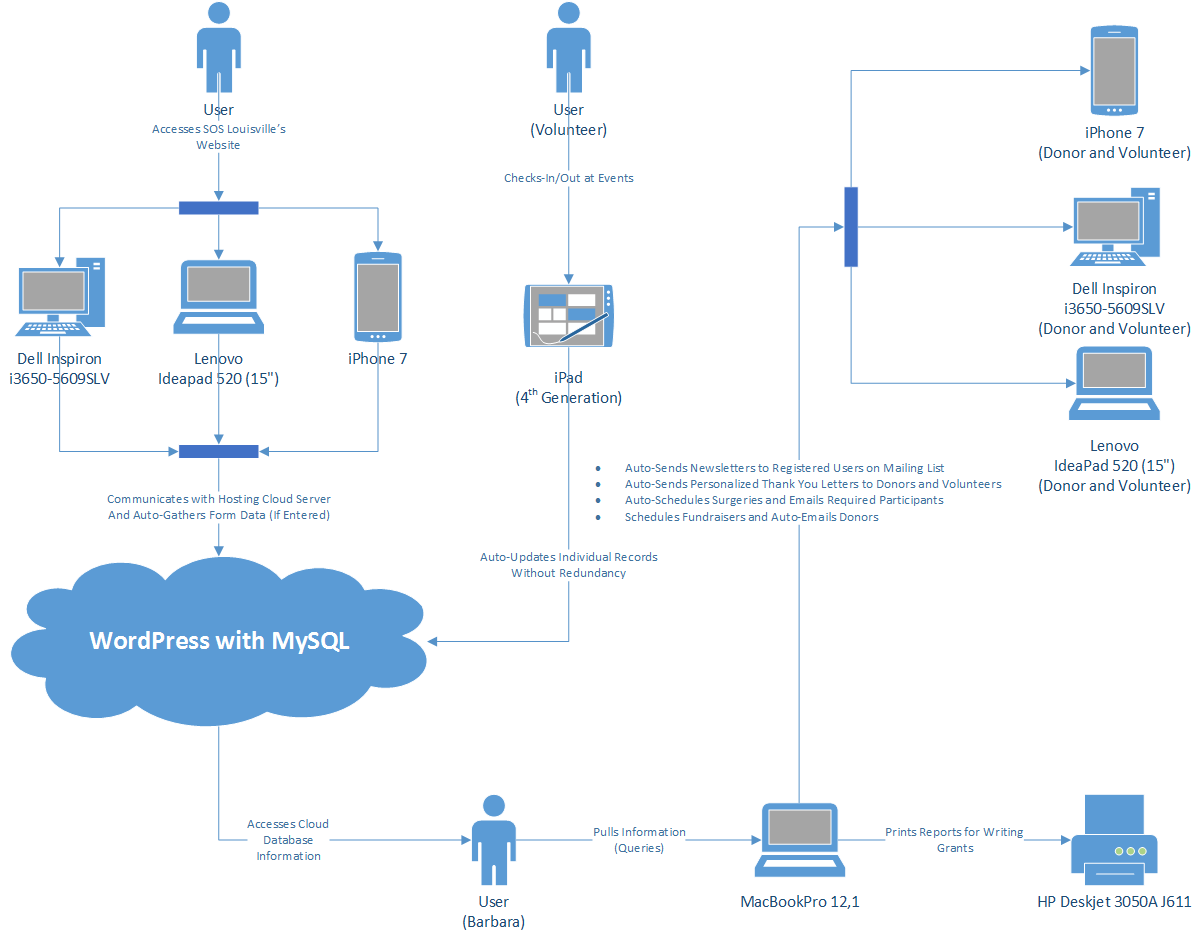 User
Accesses SOS Louisville's
Website
User
(Volunteer)
Checks-In/Out at Events
iPhone 7
(Donor and Volunteer)
Dell Inspiron
i3650-5609SLV
(Donor and Volunteer)
Dell Inspiron
i3650-5609SLV
Lenovo
Ideapad 520 (15")
iPhone 7
iPad
(4th Generation)
Lenovo
IdeaPad 520 (15")
(Donor and Volunteer)
• Auto-Sends Newsletters to Registered Users on Mailing List
• Auto-Sends Personalized Thank You Letters to Donors and Volunteers
• Auto-Schedules Surgeries and Emails Required Participants
• Schedules Fundraisers and Auto-Emails Donors
Communicates with Hosting Cloud Server
And Auto-Gathers Form Data (If Entered)
Auto-Updates Individual Records
Without Redundancy
WordPress with MySQL
Accesses Cloud
Database
Information
User
(Barbara)
Pulls Information
(Queries)
MacBookPro 12,1
Prints Reports for Writing
Grants
HP Deskjet 3050A J611